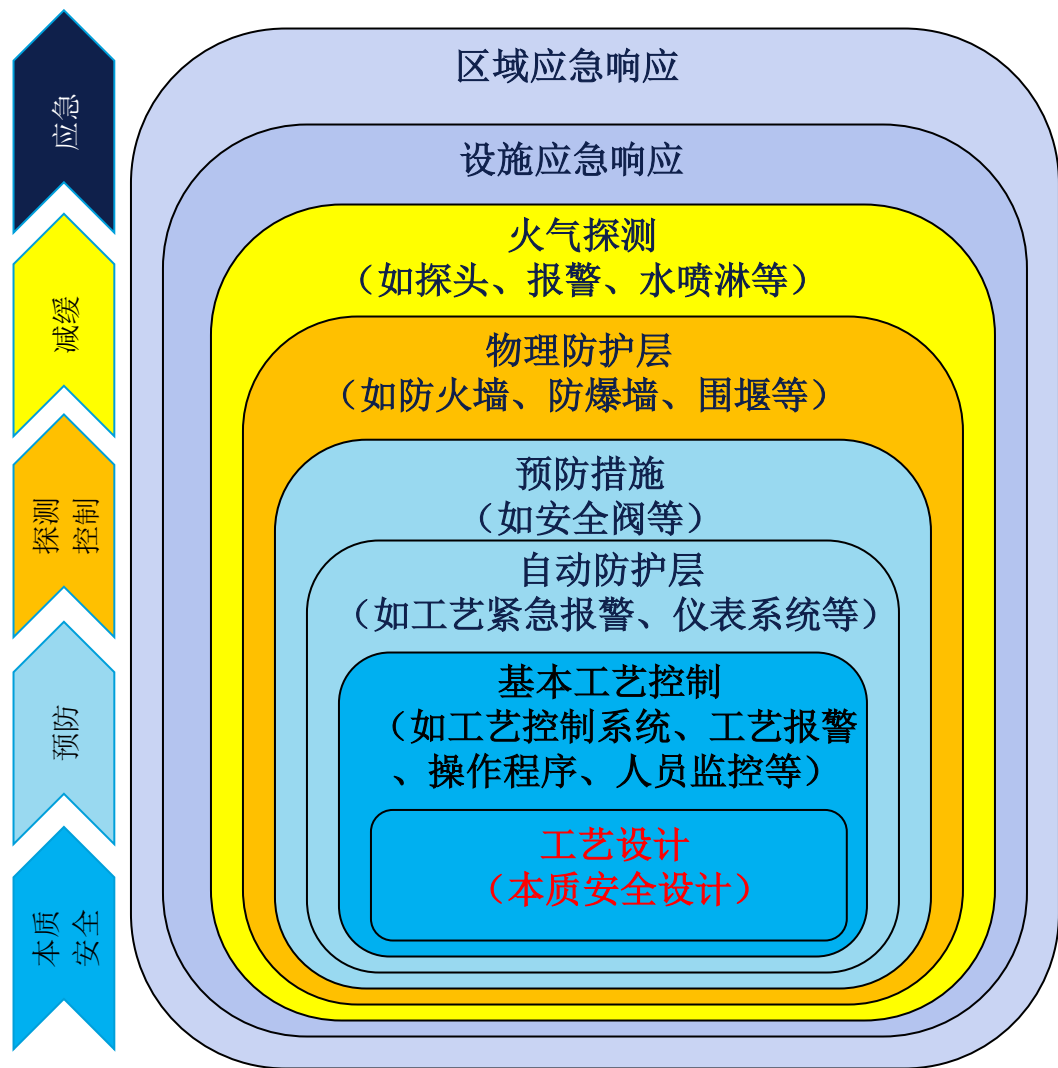 应急
减缓
探测
控制
预防
本质
安全
区域应急响应
设施应急响应
火气探测
（如探头、报警、水喷淋等）
物理防护层
（如防火墙、防爆墙、围堰等）
预防措施
（如安全阀等）
自动防护层
（如工艺紧急报警、仪表系统等）
基本工艺控制
（如工艺控制系统、工艺报警
、操作程序、人员监控等）
工艺设计
（本质安全设计）